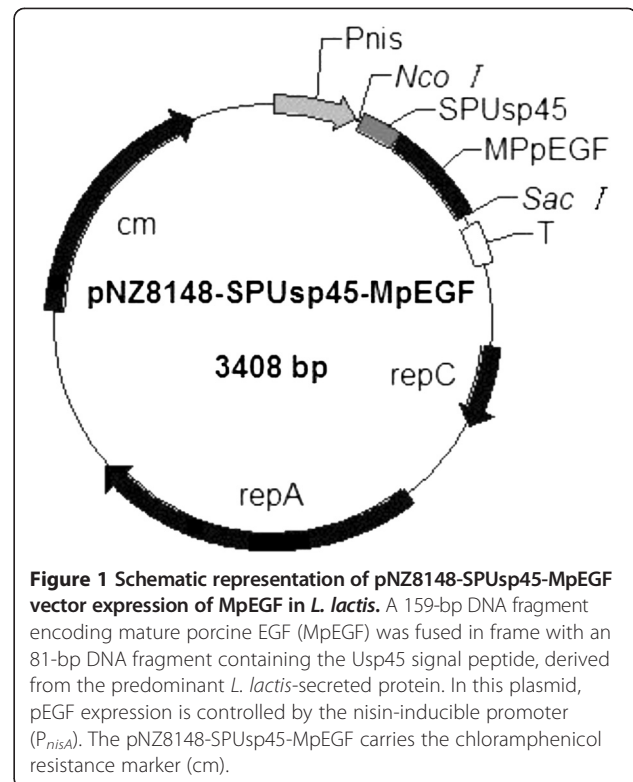 Pnis
Nco I
SPUsp45
MPpEGF
Sac I
T
cm
pNZ8148-SPUsp45-MpEGF
3408 bp
repC
repA
Figure 1 Schematic representation of pNZ8148-SPUsp45-MpEGF
vector expression of MpEGF in L. lactis. A 159-bp DNA fragment
encoding mature porcine EGF (MpEGF) was fused in frame with an
81-bp DNA fragment containing the Usp45 signal peptide, derived
from the predominant L. lactis-secreted protein. In this plasmid,
pEGF expression is controlled by the nisin-inducible promoter
(PnisA). The pNZ8148-SPUsp45-MpEGF carries the chloramphenicol
resistance marker (cm).